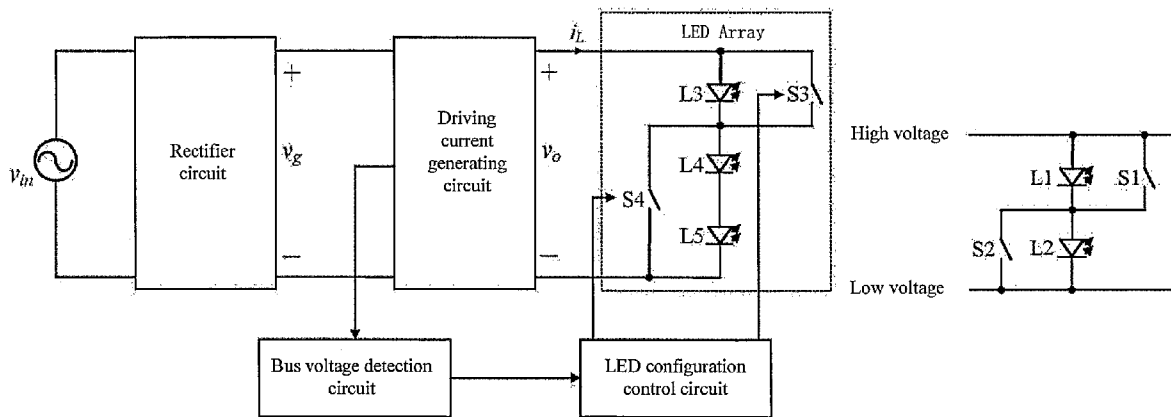 LED Array
i_L
+
+
L3
S3
Rectifier
circuit
Driving
current
generating
circuit
v_in
v_g
v_o
S4
L4
L5
−
−
High voltage
L1
S1
S2
L2
Low voltage
Bus voltage detection
circuit
LED configuration
control circuit